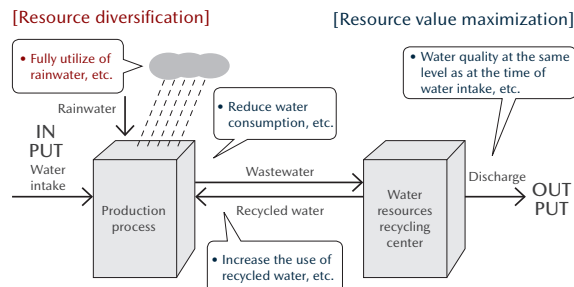 [Resource diversification]
[Resource value maximization]
• Fully utilize of
rainwater, etc.
• Water quality at the same
level as at the time of
water intake, etc.
Rainwater
• Reduce water
consumption, etc.
IN
PUT
Water
intake
Production
process
Wastewater
Recycled water
Water
resources
recycling
center
Discharge
OUT
PUT
• Increase the use of
recycled water, etc.